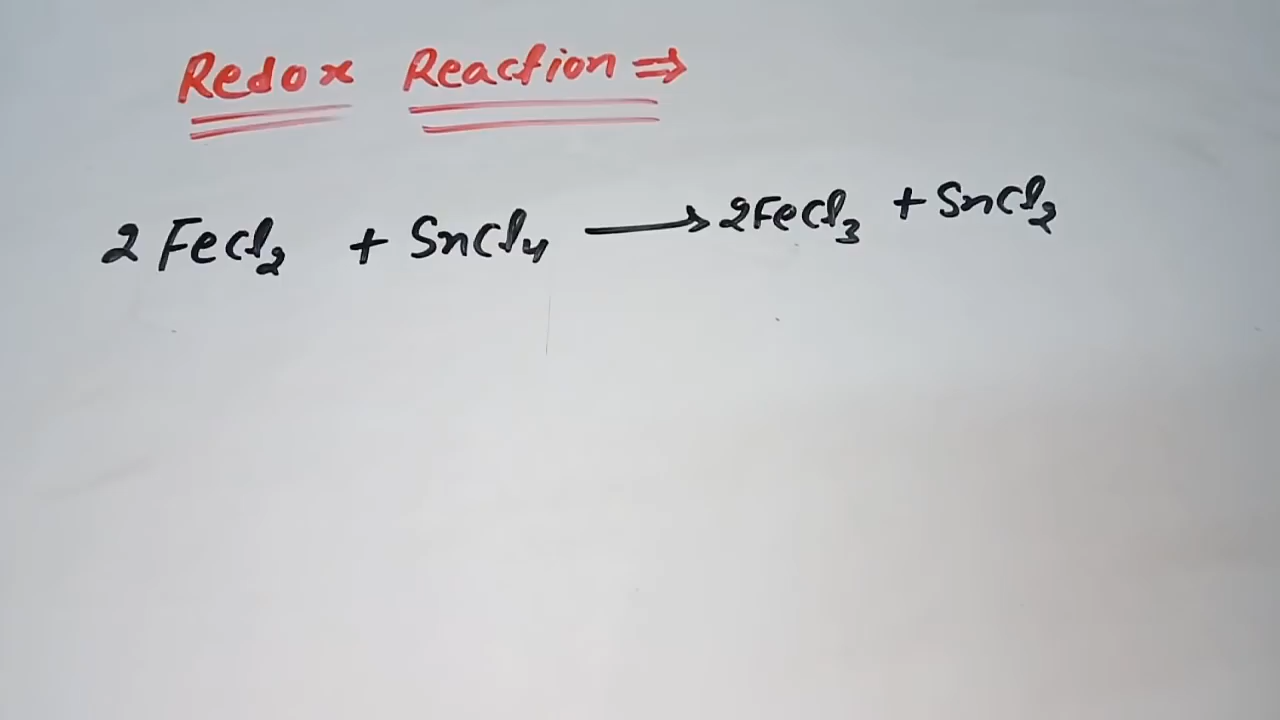 Redox Reaction ⇒
2 FeCl₂ + SnCl₄ ⟶ 2FeCl₃ + SnCl₂